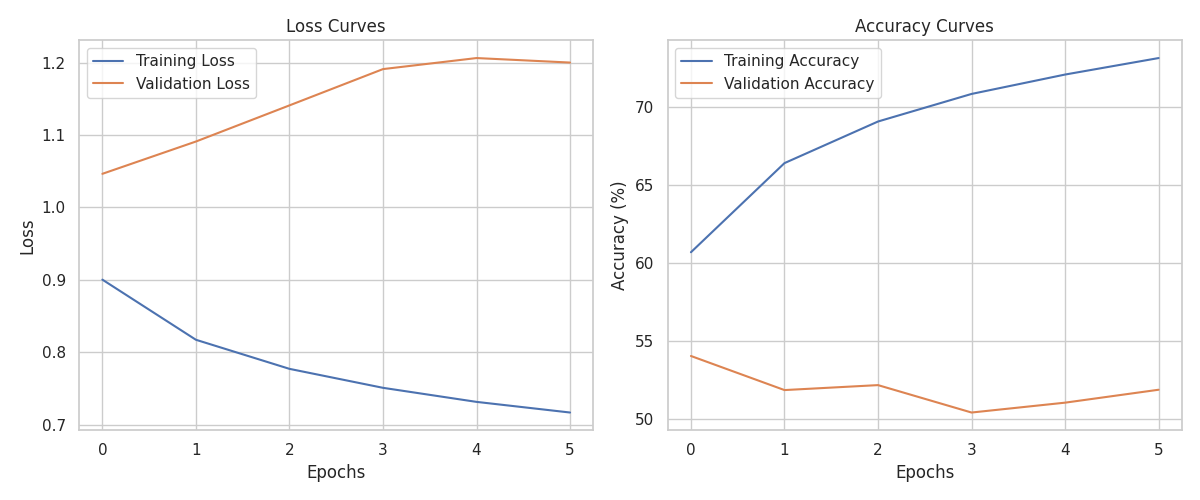 Loss Curves
Training Loss
Validation Loss
1.2
1.1
1.0
0.9
0.8
0.7
Loss
0 1 2 3 4 5
Epochs
Accuracy Curves
Training Accuracy
Validation Accuracy
70
65
60
55
50
Accuracy (%)
0 1 2 3 4 5
Epochs